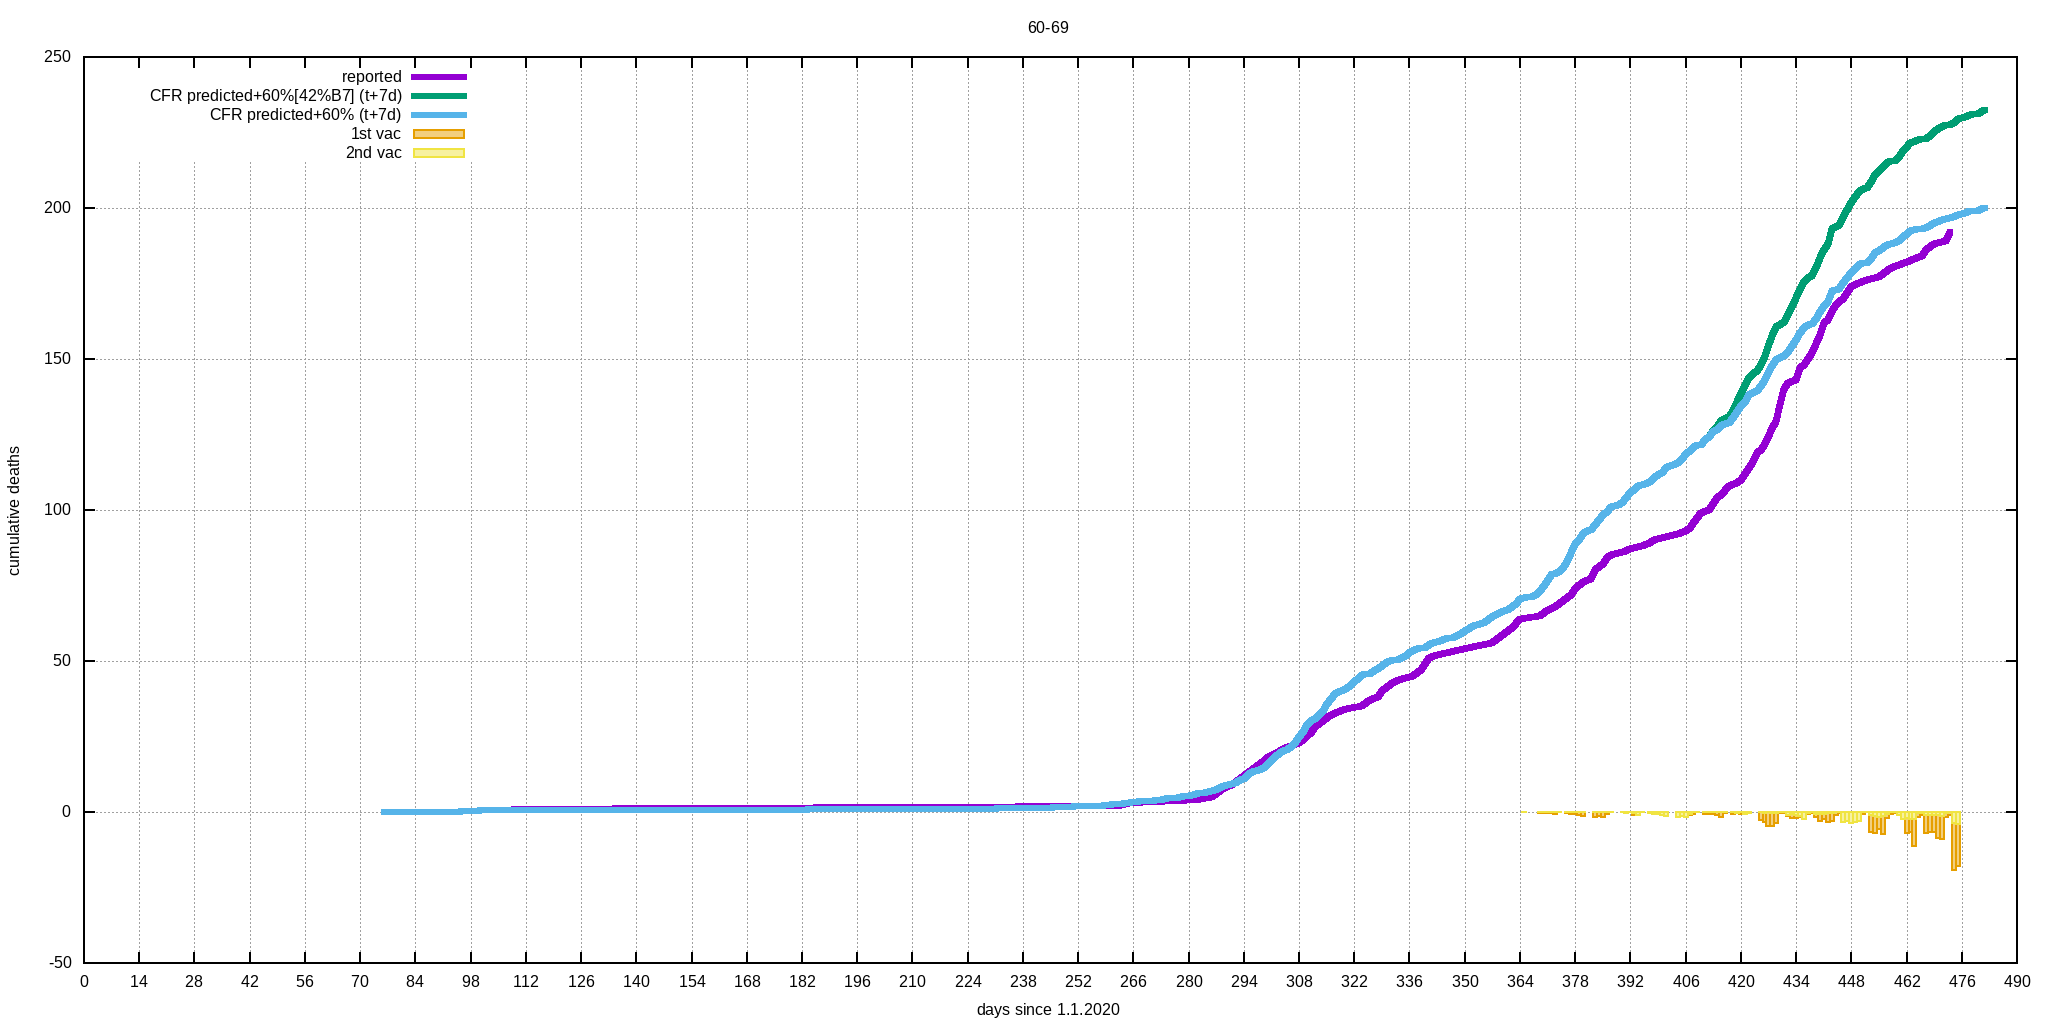 60-69
250
200
150
100
50
0
-50
cumulative deaths
reported
CFR predicted+60%[42%B7] (t+7d)
CFR predicted+60% (t+7d)
1st vac
2nd vac
0 14 28 42 56 70 84 98 112 126 140 154 168 182 196 210 224 238 252 266 280 294 308 322 336 350 364 378 392 406 420 434 448 462 476 490
days since 1.1.2020